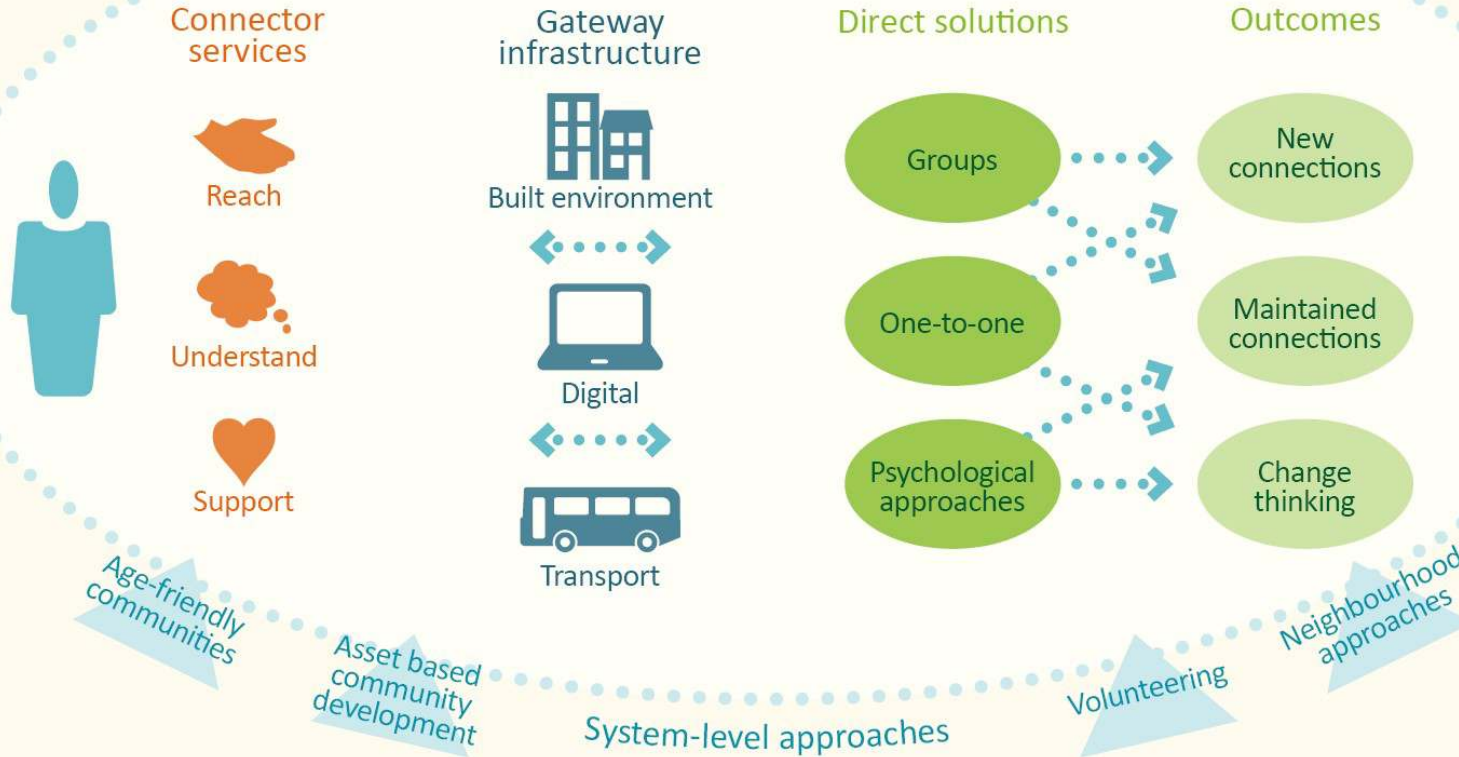 Connector
services
Gateway
infrastructure
Direct solutions
Outcomes
Reach
Understand
Support
Built environment
Digital
Transport
Groups
One-to-one
Psychological
approaches
New
connections
Maintained
connections
Change
thinking
Age-friendly
communities
Asset based
community
development
System-level approaches
Volunteering
Neighbourhood
approaches